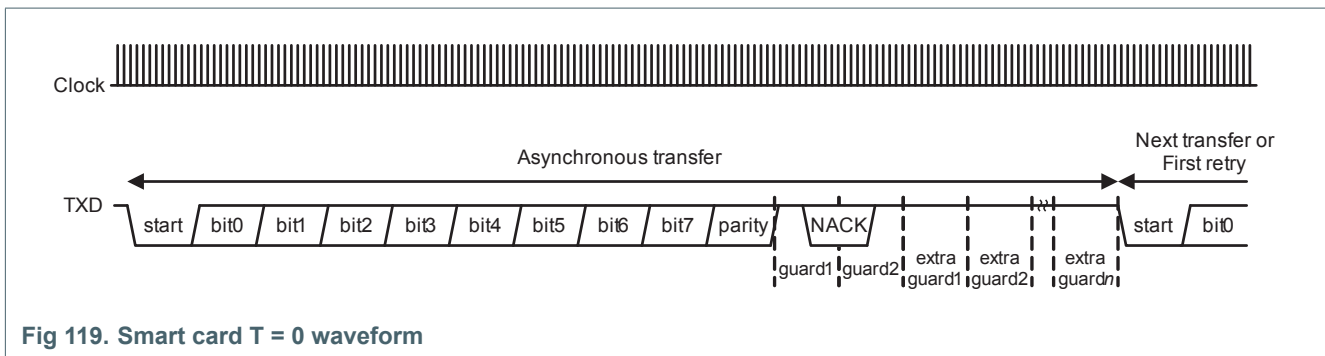 Clock
Next transfer or
First retry
Asynchronous transfer
TXD
start bit0 bit1 bit2 bit3 bit4 bit5 bit6 bit7 parity NACK start bit0
guard1 guard2 extra guard1 extra guard2 extra guardn
Fig 119. Smart card T = 0 waveform